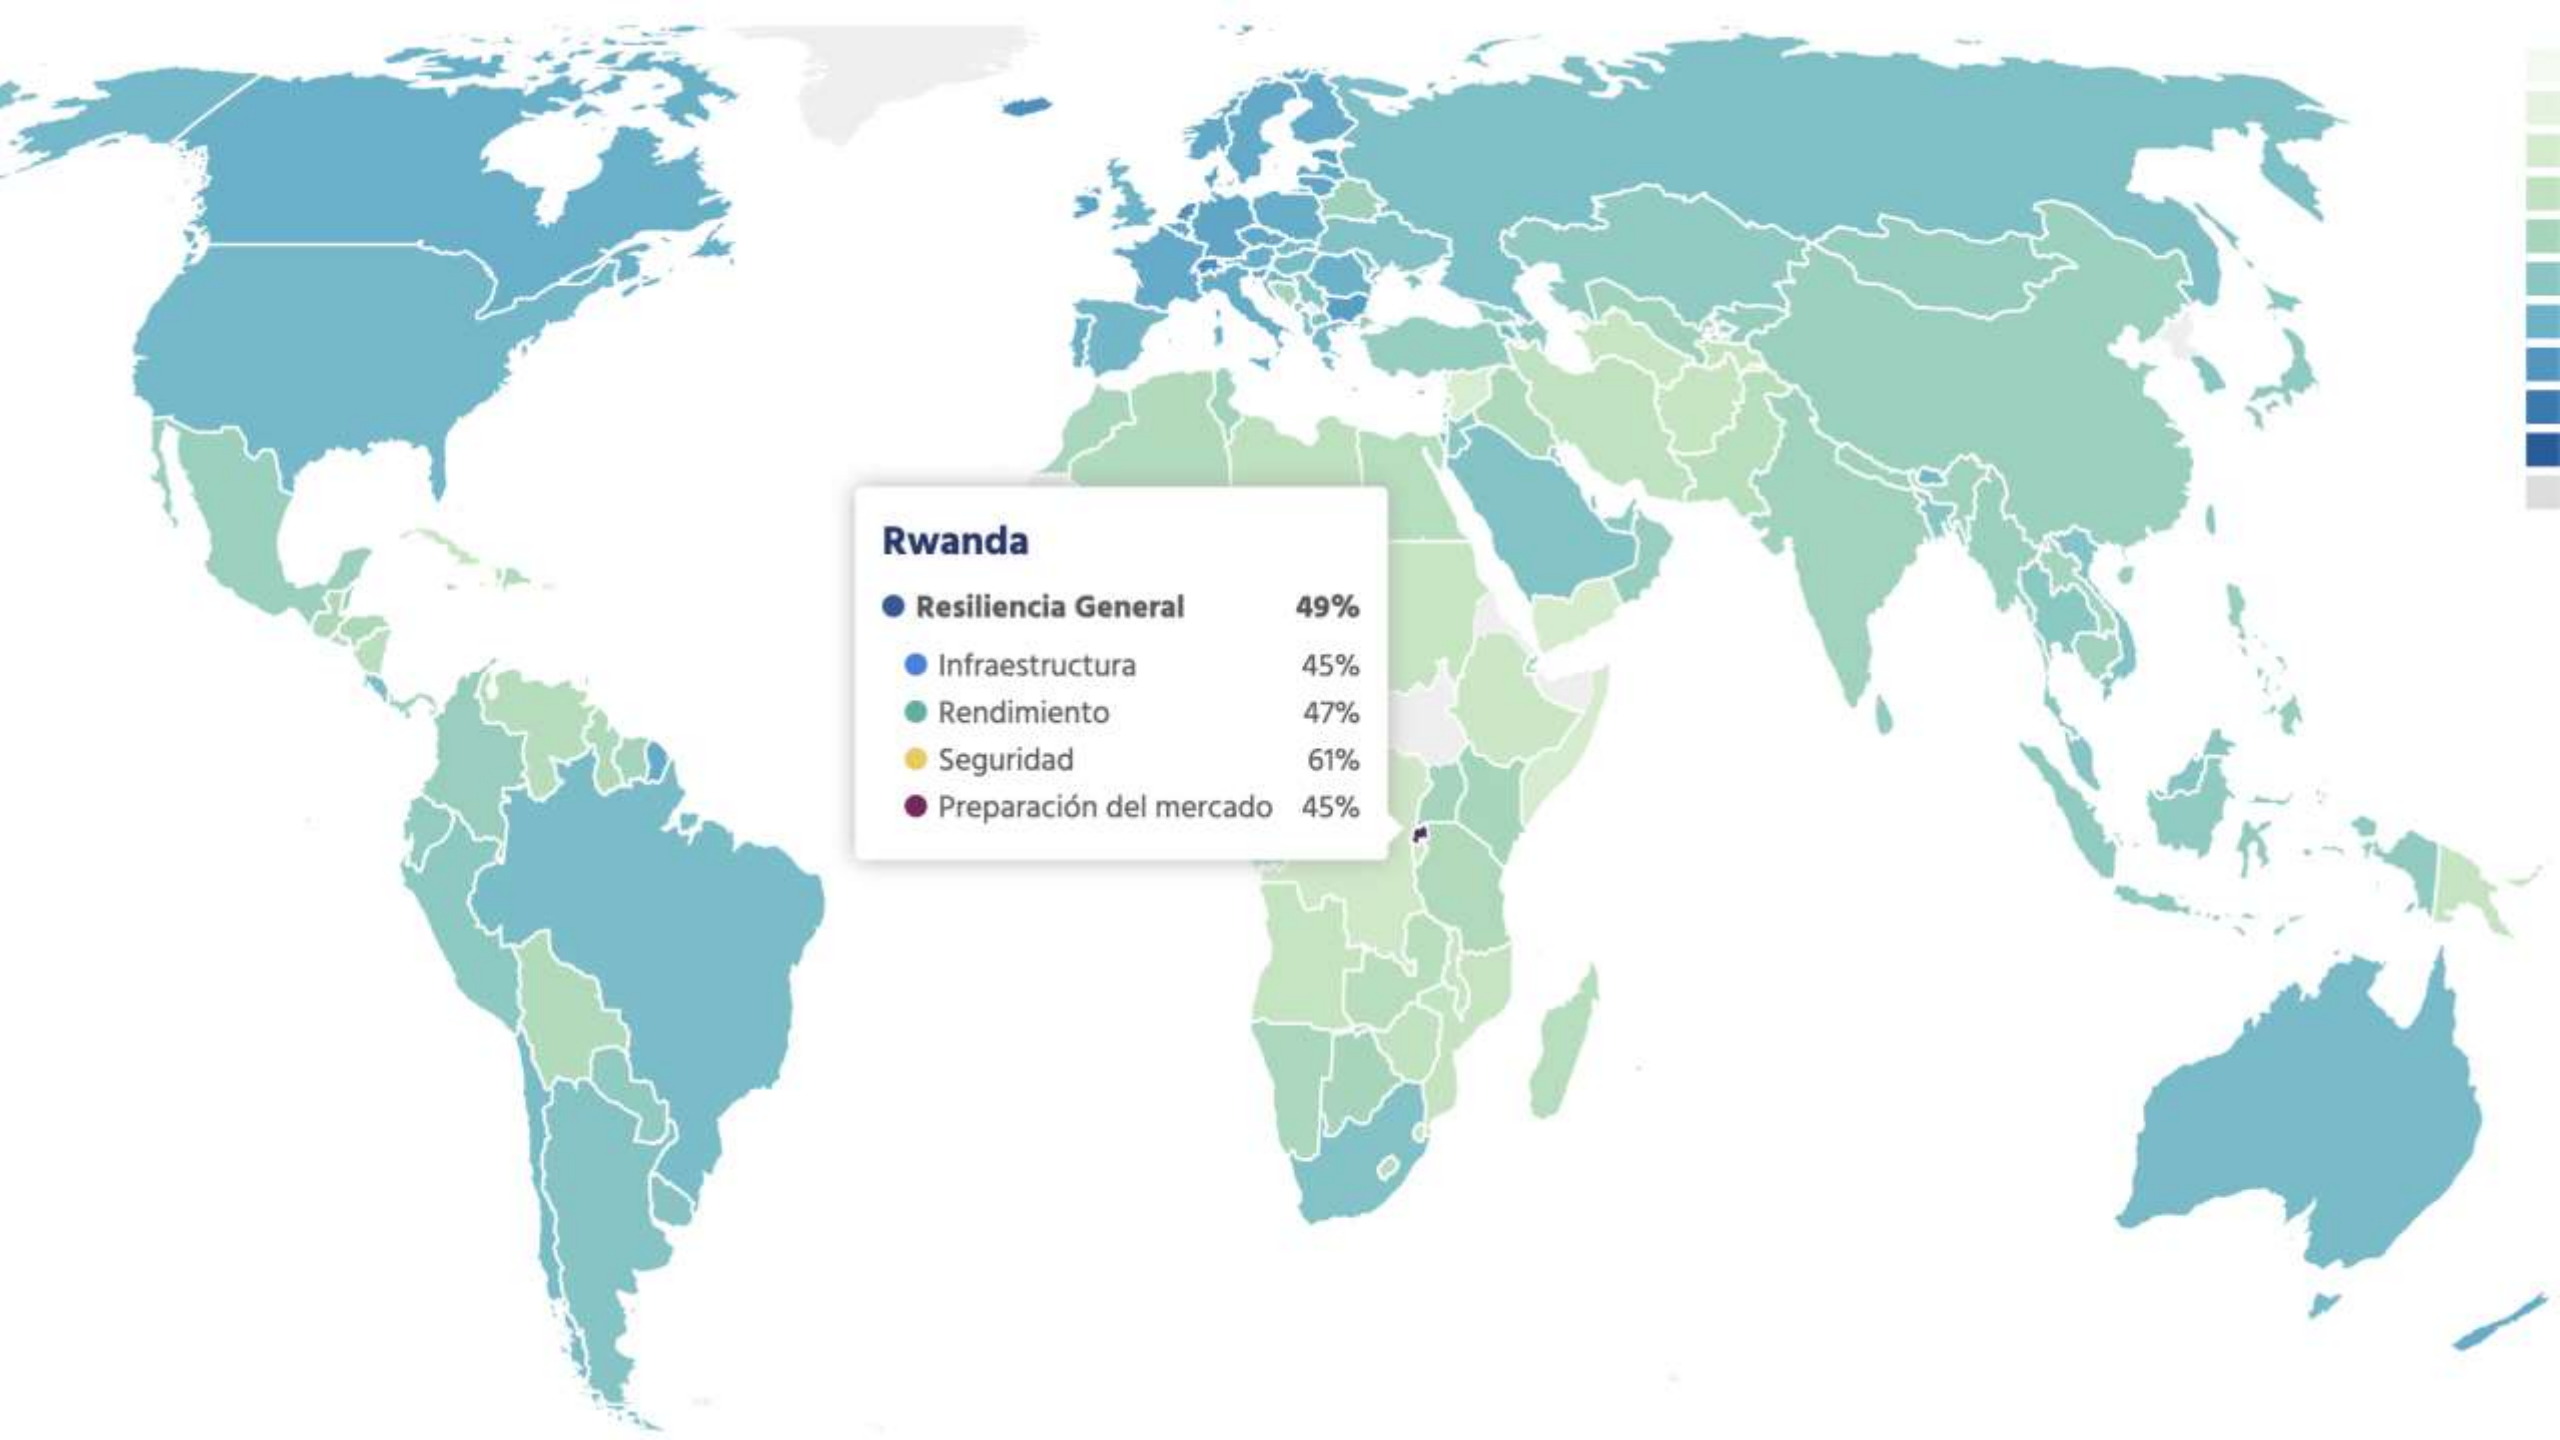 Rwanda
Resiliencia General 49%
Infraestructura 45%
Rendimiento 47%
Seguridad 61%
Preparación del mercado 45%